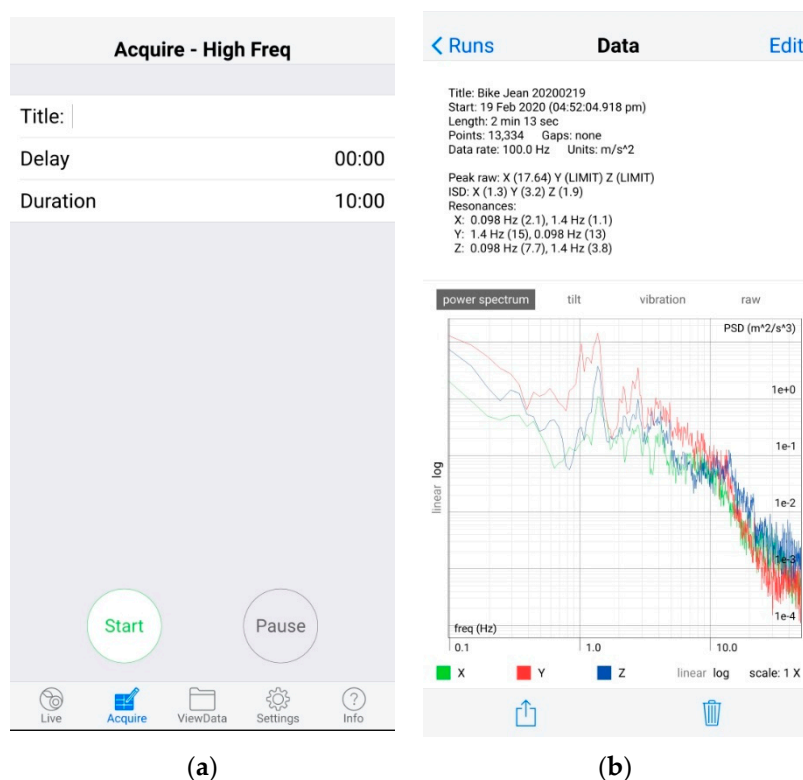 Acquire - High Freq
Title:
Delay 00:00
Duration 10:00
Start Pause
Live Acquire ViewData Settings Info
(a)
< Runs Data Edit
Title: Bike Jean 20200219
Start: 19 Feb 2020 (04:52:04.918 pm)
Length: 2 min 13 sec
Points: 13,334 Gaps: none
Data rate: 100.0 Hz Units: m/s^2
Peak raw: X (17.64) Y (LIMIT) Z (LIMIT)
ISD: X (1.3) Y (3.2) Z (1.9)
Resonances:
X: 0.098 Hz (2.1), 1.4 Hz (1.1)
Y: 1.4 Hz (15), 0.098 Hz (13)
Z: 0.098 Hz (7.7), 1.4 Hz (3.8)
power spectrum tilt vibration raw
PSD (m^2/s^3)
1e+0
1e-1
1e-2
1e-3
1e-4
linear log
freq (Hz)
0.1 1.0 10.0
X Y Z linear log scale: 1 X
(b)